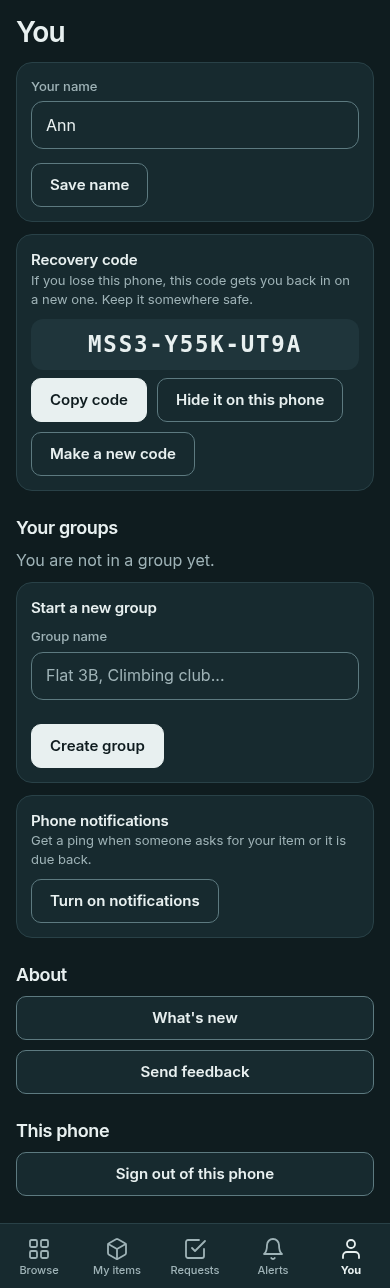 You
Your name
Ann
Save name
Recovery code
If you lose this phone, this code gets you back in on
a new one. Keep it somewhere safe.
MSS3-Y55K-UT9A
Copy code
Hide it on this phone
Make a new code
Your groups
You are not in a group yet.
Start a new group
Group name
Flat 3B, Climbing club...
Create group
Phone notifications
Get a ping when someone asks for your item or it is
due back.
Turn on notifications
About
What's new
Send feedback
This phone
Sign out of this phone
Browse
My items
Requests
Alerts
You